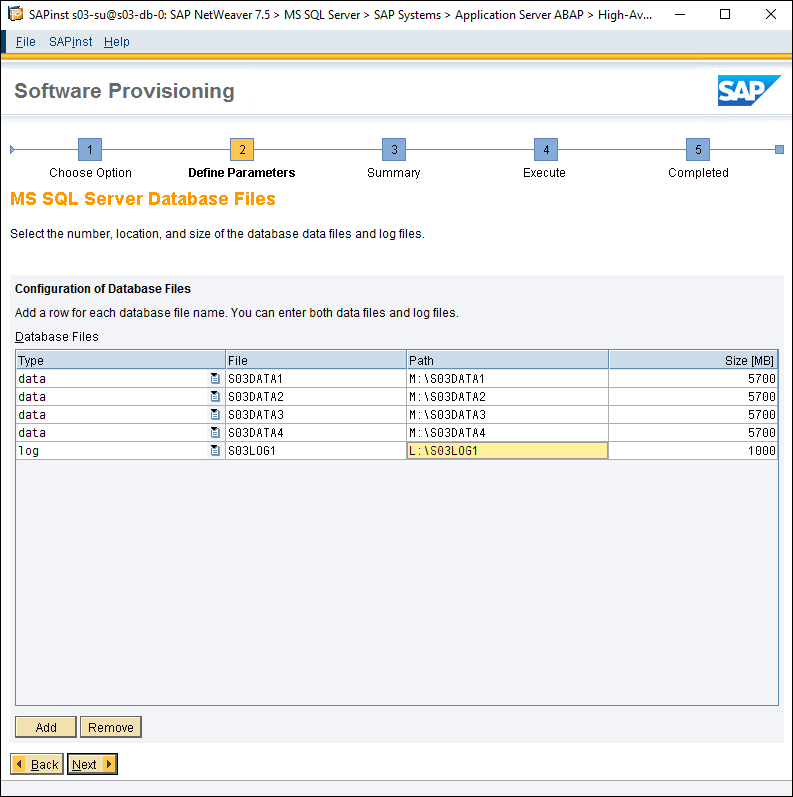 SAPinst s03-su@s03-db-0: SAP NetWeaver 7.5 > MS SQL Server > SAP Systems > Application Server ABAP > High-Av...
File SAPinst Help
Software Provisioning
SAP
1 2 3 4 5
Choose Option Define Parameters Summary Execute Completed
MS SQL Server Database Files
Select the number, location, and size of the database data files and log files.
Configuration of Database Files
Add a row for each database file name. You can enter both data files and log files.
Database Files
Type File Path Size [MB]
data S03DATA1 M:\S03DATA1 5700
data S03DATA2 M:\S03DATA2 5700
data S03DATA3 M:\S03DATA3 5700
data S03DATA4 M:\S03DATA4 5700
log S03LOG1 L:\S03LOG1 1000
Add Remove
Back Next